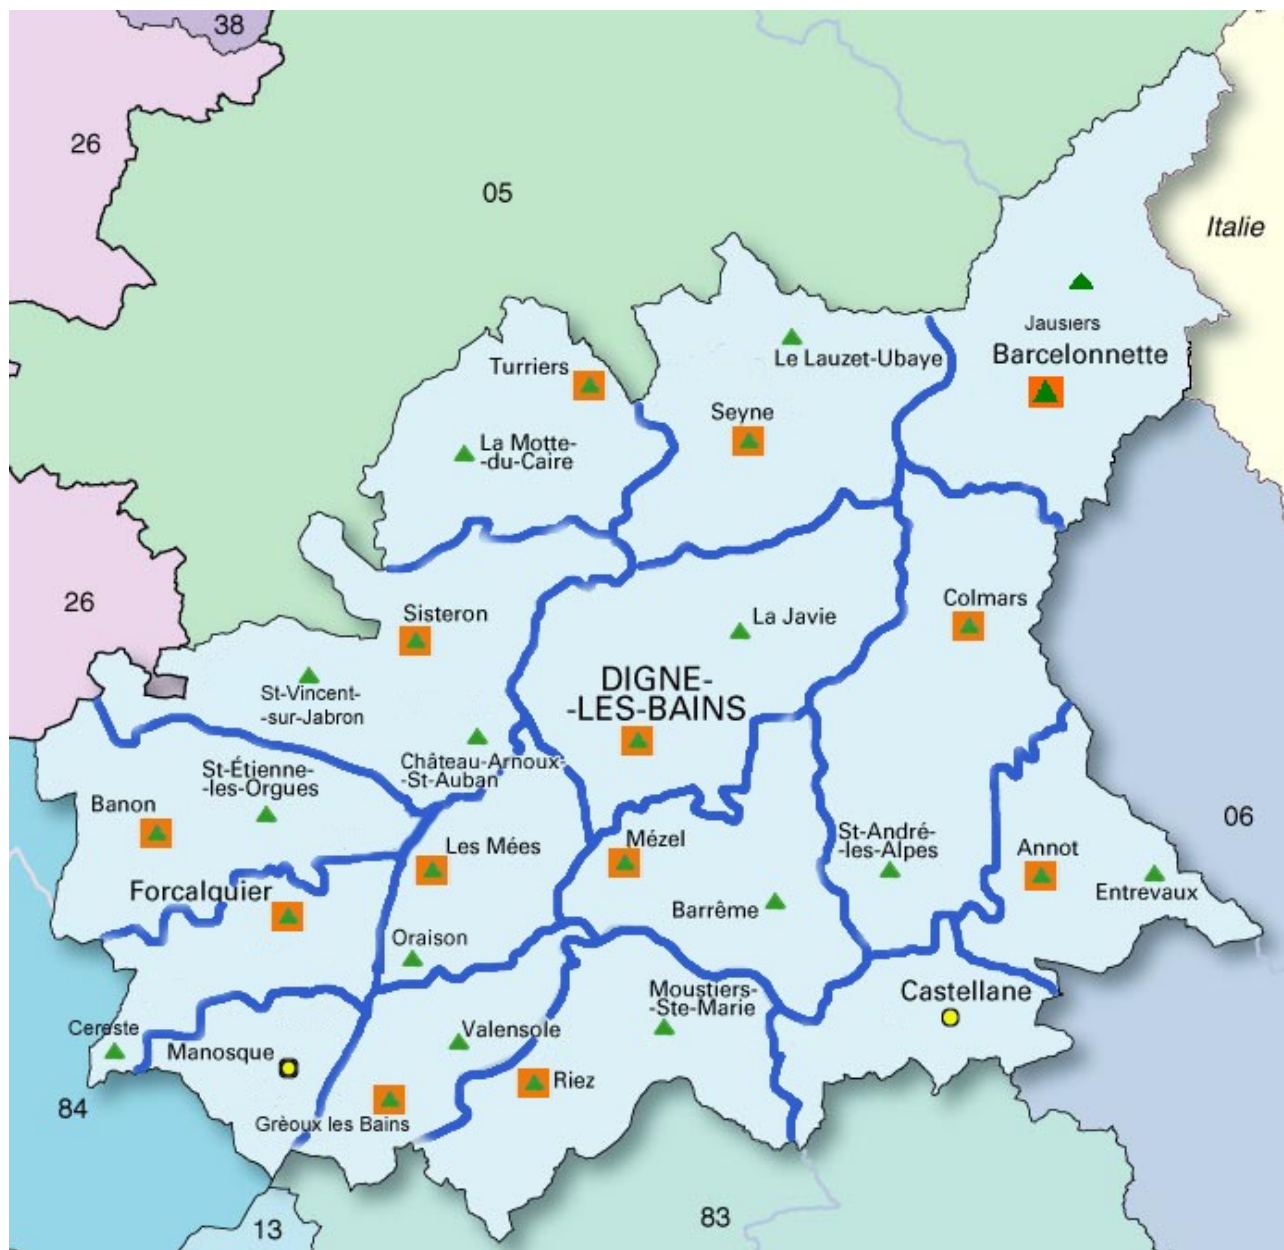 38
26
05
Italie
Jausiers
Barcelonnette
Le Lauzet-Ubaye
Turriers
Seyne
La Motte-
-du-Caire
26
Sisteron
Colmars
La Javie
St-Vincent-
-sur-Jabron
DIGNE-
-LES-BAINS
Château-Arnoux-
-St-Auban
St-Étienne-
-les-Orgues
Banon
06
Les Mées
Mézel
St-André-
-les-Alpes
Annot
Entrevaux
Forcalquier
Barrême
Oraison
Moustiers-
-Ste-Marie
Castellane
Cereste
Manosque
Valensole
Riez
Grèoux les Bains
84
13
83